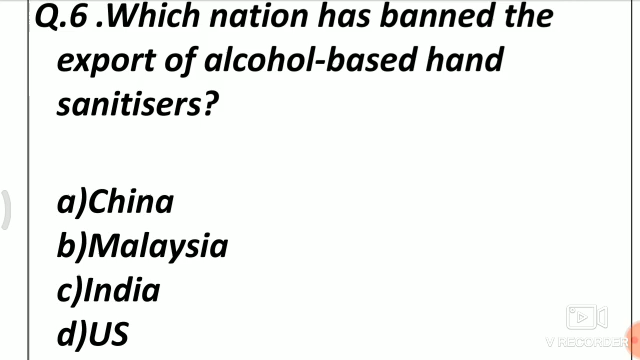 Q.6 .Which nation has banned the
export of alcohol-based hand
sanitisers?
a)China
b)Malaysia
c)India
d)US
V RECORDER